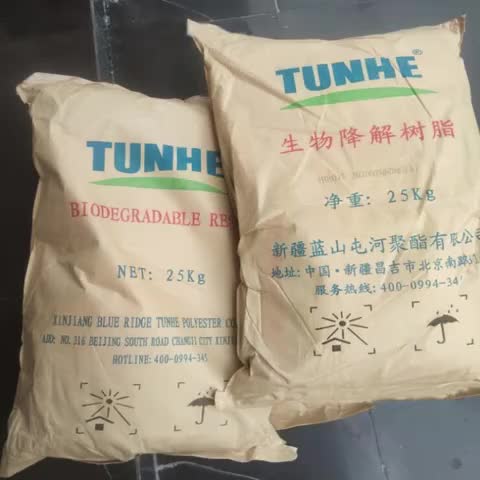 TUNHE
BIODEGRADABLE RES
NET: 25Kg
XINJIANG BLUE RIDGE TUNHE POLYESTER CO
ADD: NO.316 BEIJING SOUTH ROAD CHANGJI CITY XINJ
HOTLINE: 400-0994-345
TUNHE®
生物降解树脂
净重: 25Kg
新疆蓝山屯河聚酯有限公司
地址: 中国·新疆昌吉市北京南路
服务热线: 400-0994-34